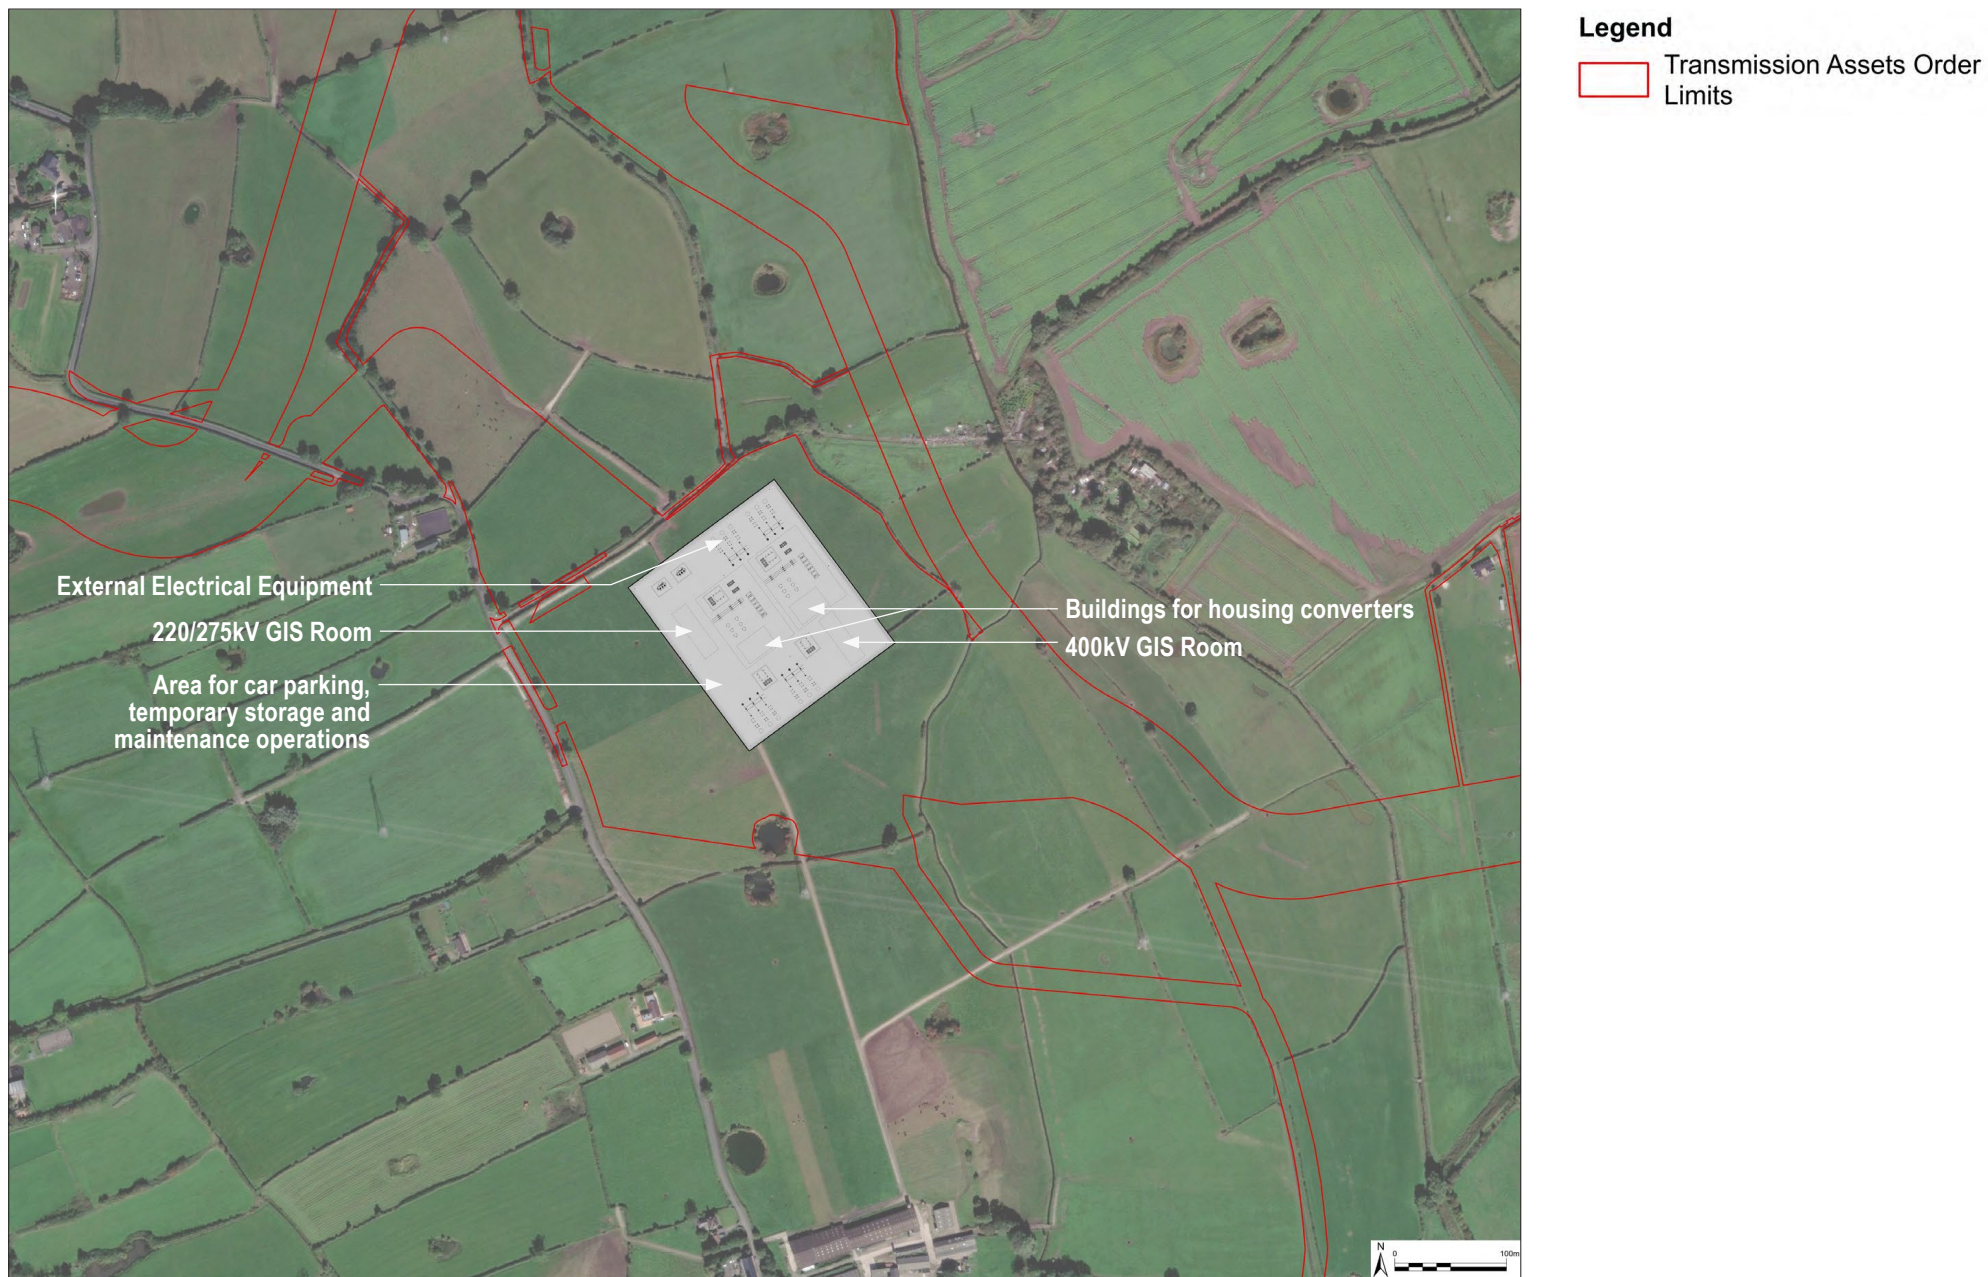 Legend
Transmission Assets Order
Limits
External Electrical Equipment
220/275kV GIS Room
Area for car parking,
temporary storage and
maintenance operations
Buildings for housing converters
400kV GIS Room
N
0
100m